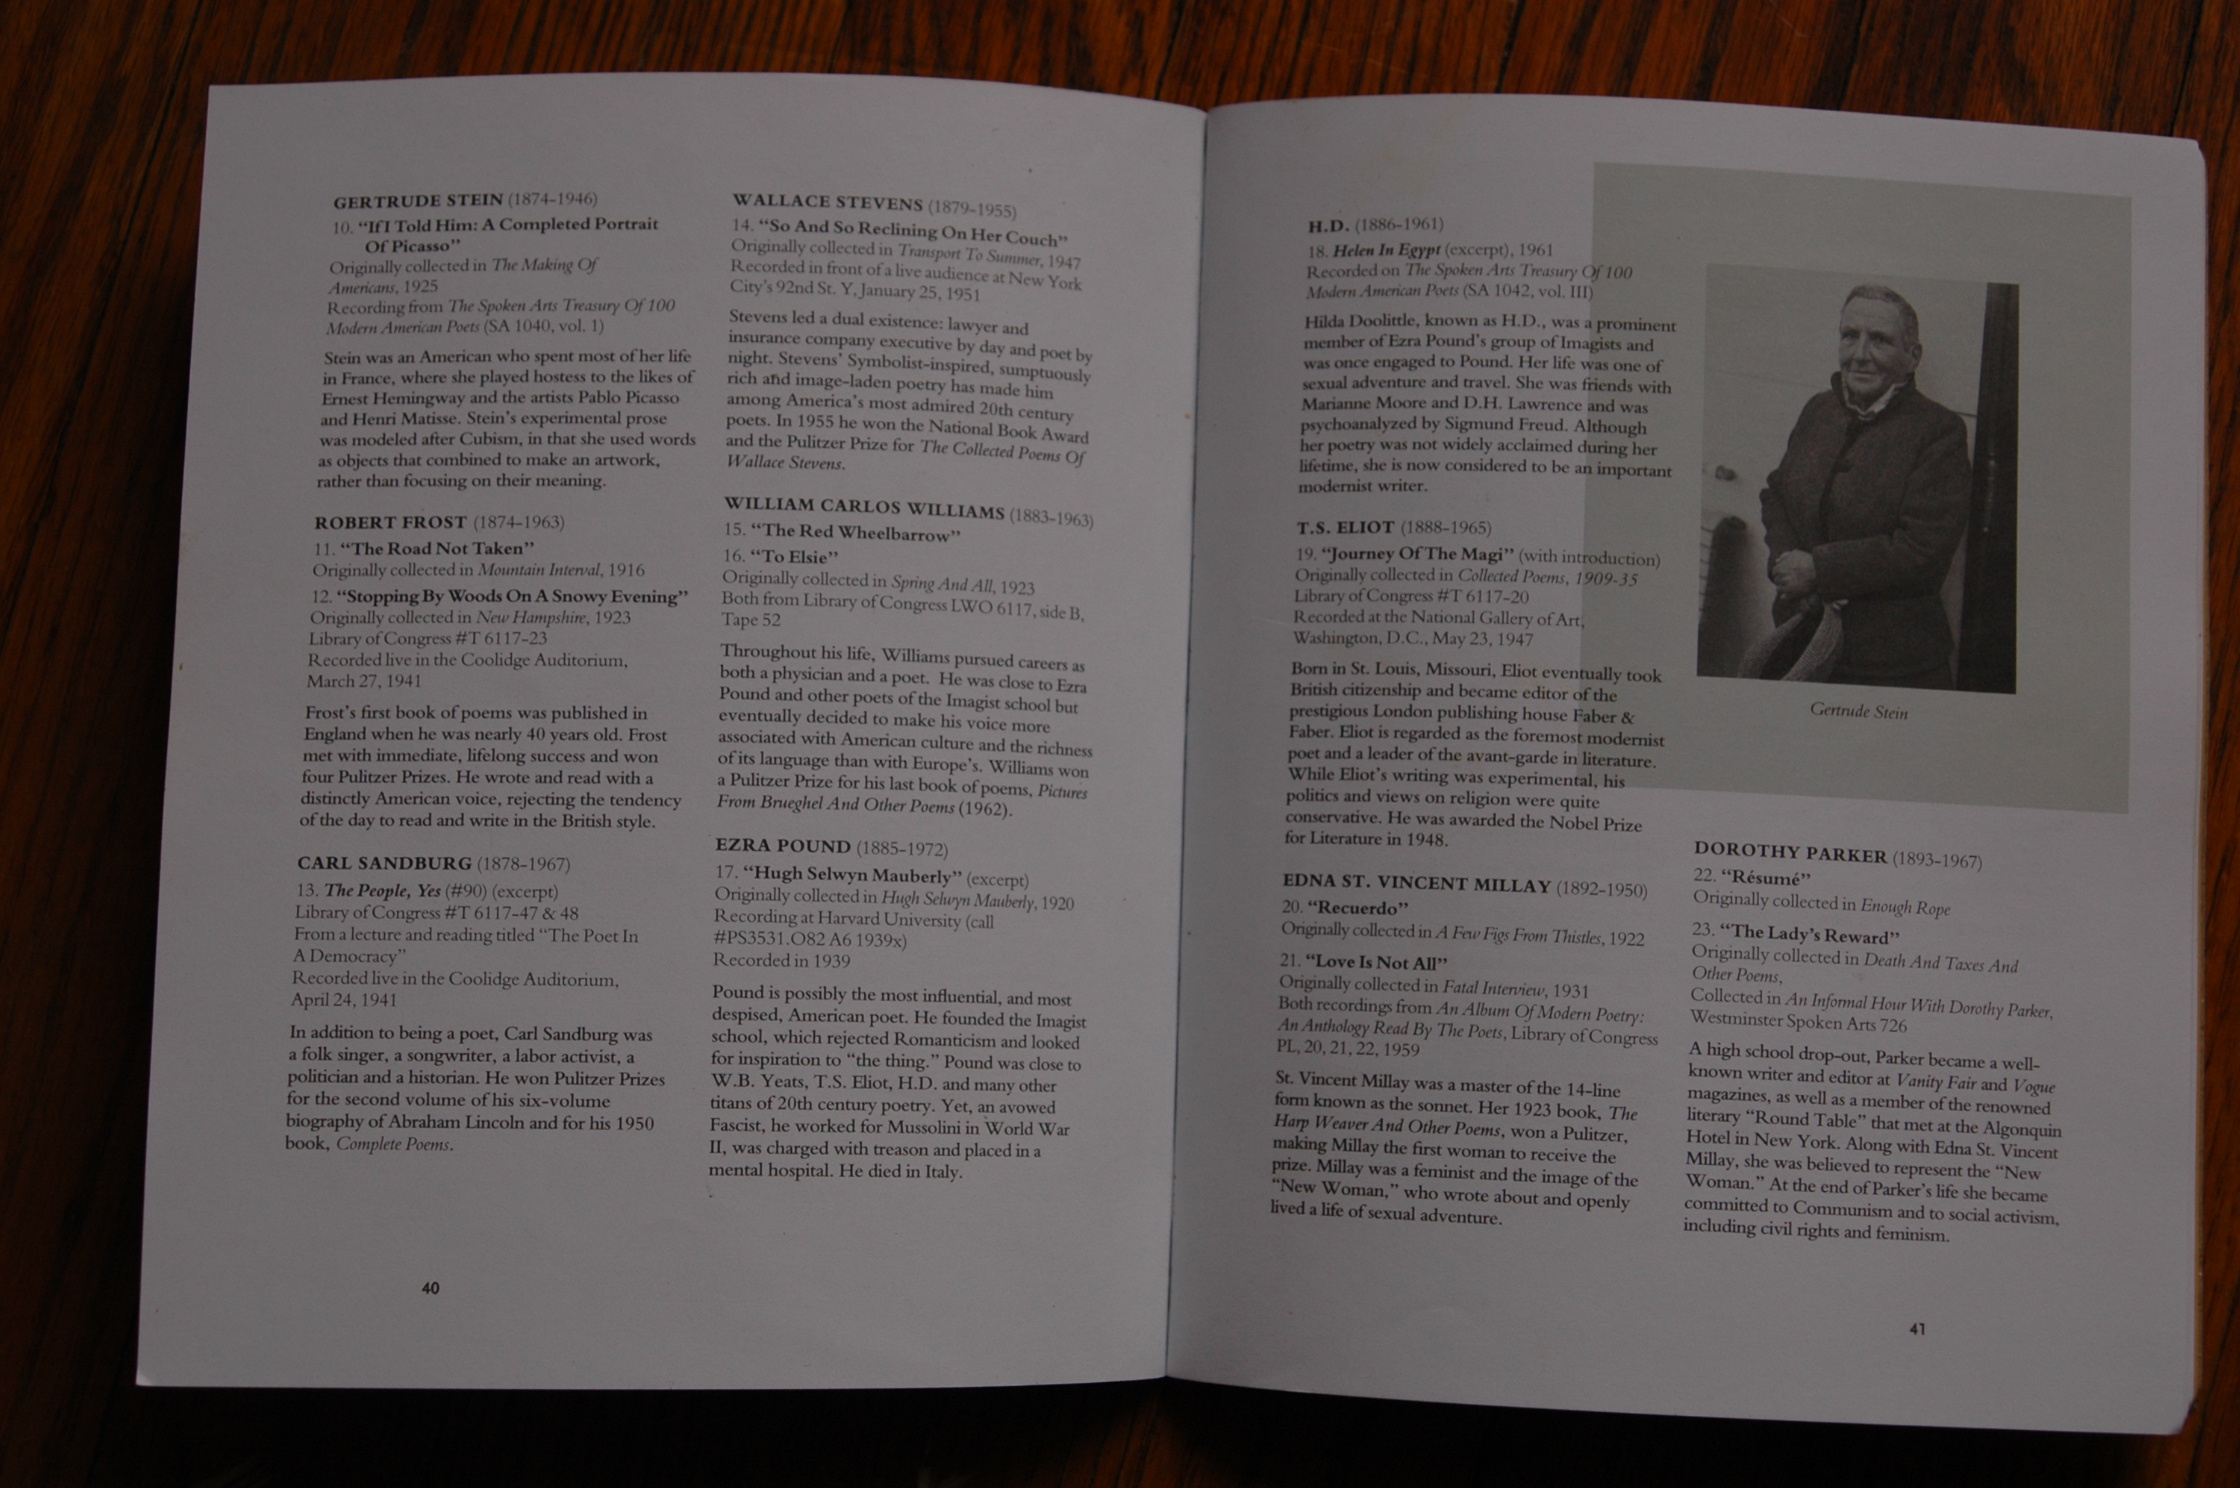 GERTRUDE STEIN (1874–1946)
10. “If I Told Him: A Completed Portrait
Of Picasso”
Originally collected in The Making Of
Americans, 1925
Recording from The Spoken Arts Treasury Of 100
Modern American Poets (SA 1040, vol. 1)
Stein was an American who spent most of her life
in France, where she played hostess to the likes of
Ernest Hemingway and the artists Pablo Picasso
and Henri Matisse. Stein’s experimental prose
was modeled after Cubism, in that she used words
as objects that combined to make an artwork,
rather than focusing on their meaning.
ROBERT FROST (1874–1963)
11. “The Road Not Taken”
Originally collected in Mountain Interval, 1916
12. “Stopping By Woods On A Snowy Evening”
Originally collected in New Hampshire, 1923
Library of Congress #T 6117-23
Recorded live in the Coolidge Auditorium,
March 27, 1941
Frost’s first book of poems was published in
England when he was nearly 40 years old. Frost
met with immediate, lifelong success and won
four Pulitzer Prizes. He wrote and read with a
distinctly American voice, rejecting the tendency
of the day to read and write in the British style.
CARL SANDBURG (1878–1967)
13. The People, Yes (#90) (excerpt)
Library of Congress #T 6117-47 & 48
From a lecture and reading titled “The Poet In
A Democracy”
Recorded live in the Coolidge Auditorium,
April 24, 1941
In addition to being a poet, Carl Sandburg was
a folk singer, a songwriter, a labor activist, a
politician and a historian. He won Pulitzer Prizes
for the second volume of his six-volume
biography of Abraham Lincoln and for his 1950
book, Complete Poems.
WALLACE STEVENS (1879–1955)
14. “So And So Reclining On Her Couch”
Originally collected in Transport To Summer, 1947
Recorded in front of a live audience at New York
City’s 92nd St. Y, January 25, 1951
Stevens led a dual existence: lawyer and
insurance company executive by day and poet by
night. Stevens’ Symbolist-inspired, sumptuously
rich and image-laden poetry has made him
among America’s most admired 20th century
poets. In 1955 he won the National Book Award
and the Pulitzer Prize for The Collected Poems Of
Wallace Stevens.
WILLIAM CARLOS WILLIAMS (1883–1963)
15. “The Red Wheelbarrow”
16. “To Elsie”
Originally collected in Spring And All, 1923
Both from Library of Congress LWO 6117, side B,
Tape 52
Throughout his life, Williams pursued careers as
both a physician and a poet. He was close to Ezra
Pound and other poets of the Imagist school but
eventually decided to make his voice more
associated with American culture and the richness
of its language than with Europe’s. Williams won
a Pulitzer Prize for his last book of poems, Pictures
From Brueghel And Other Poems (1962).
EZRA POUND (1885–1972)
17. “Hugh Selwyn Mauberly” (excerpt)
Originally collected in Hugh Selwyn Mauberly, 1920
Recording at Harvard University (call
#PS3531.O82 A6 1939x)
Recorded in 1939
Pound is possibly the most influential, and most
despised, American poet. He founded the Imagist
school, which rejected Romanticism and looked
for inspiration to “the thing.” Pound was close to
W.B. Yeats, T.S. Eliot, H.D. and many other
titans of 20th century poetry. Yet, an avowed
Fascist, he worked for Mussolini in World War
II, was charged with treason and placed in a
mental hospital. He died in Italy.
40
H.D. (1886–1961)
18. Helen In Egypt (excerpt), 1961
Recorded on The Spoken Arts Treasury Of 100
Modern American Poets (SA 1042, vol. III)
Hilda Doolittle, known as H.D., was a prominent
member of Ezra Pound’s group of Imagists and
was once engaged to Pound. Her life was one of
sexual adventure and travel. She was friends with
Marianne Moore and D.H. Lawrence and was
psychoanalyzed by Sigmund Freud. Although
her poetry was not widely acclaimed during her
lifetime, she is now considered to be an important
modernist writer.
T.S. ELIOT (1888–1965)
19. “Journey Of The Magi” (with introduction)
Originally collected in Collected Poems, 1909-35
Library of Congress #T 6117-20
Recorded at the National Gallery of Art,
Washington, D.C., May 23, 1947
Born in St. Louis, Missouri, Eliot eventually took
British citizenship and became editor of the
prestigious London publishing house Faber &
Faber. Eliot is regarded as the foremost modernist
poet and a leader of the avant-garde in literature.
While Eliot’s writing was experimental, his
politics and views on religion were quite
conservative. He was awarded the Nobel Prize
for Literature in 1948.
EDNA ST. VINCENT MILLAY (1892–1950)
20. “Recuerdo”
Originally collected in A Few Figs From Thistles, 1922
21. “Love Is Not All”
Originally collected in Fatal Interview, 1931
Both recordings from An Album Of Modern Poetry:
An Anthology Read By The Poets, Library of Congress
PL, 20, 21, 22, 1959
St. Vincent Millay was a master of the 14-line
form known as the sonnet. Her 1923 book, The
Harp Weaver And Other Poems, won a Pulitzer,
making Millay the first woman to receive the
prize. Millay was a feminist and the image of the
“New Woman,” who wrote about and openly
lived a life of sexual adventure.
Gertrude Stein
DOROTHY PARKER (1893–1967)
22. “Résumé”
Originally collected in Enough Rope
23. “The Lady’s Reward”
Originally collected in Death And Taxes And
Other Poems,
Collected in An Informal Hour With Dorothy Parker,
Westminster Spoken Arts 726
A high school drop-out, Parker became a well-
known writer and editor at Vanity Fair and Vogue
magazines, as well as a member of the renowned
literary “Round Table” that met at the Algonquin
Hotel in New York. Along with Edna St. Vincent
Millay, she was believed to represent the “New
Woman.” At the end of Parker’s life she became
committed to Communism and to social activism,
including civil rights and feminism.
41